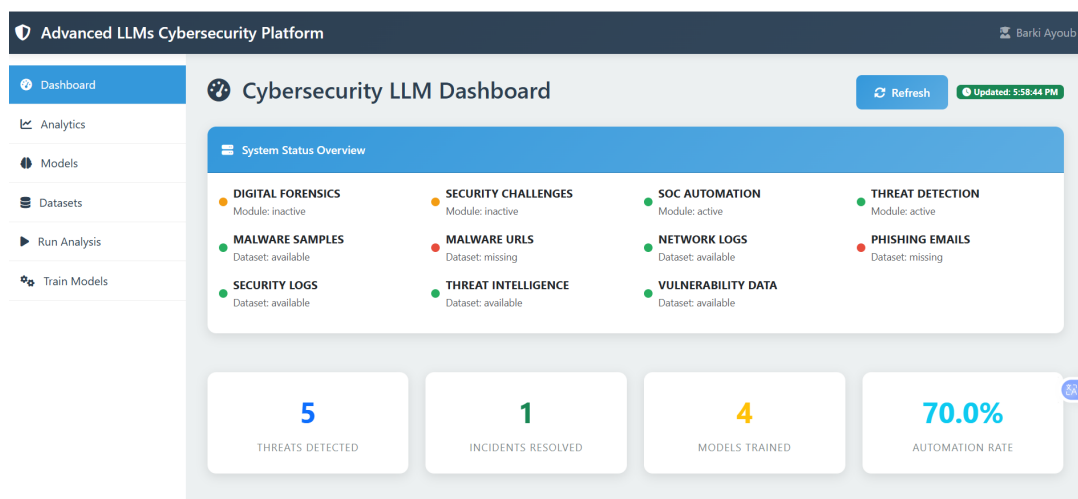 Advanced LLMs Cybersecurity Platform
Barki Ayoub
Dashboard
Analytics
Models
Datasets
Run Analysis
Train Models
Cybersecurity LLM Dashboard
Refresh
Updated: 5:58:44 PM
System Status Overview
DIGITAL FORENSICS
Module: inactive
SECURITY CHALLENGES
Module: inactive
SOC AUTOMATION
Module: active
THREAT DETECTION
Module: active
MALWARE SAMPLES
Dataset: available
MALWARE URLS
Dataset: missing
NETWORK LOGS
Dataset: available
PHISHING EMAILS
Dataset: missing
SECURITY LOGS
Dataset: available
THREAT INTELLIGENCE
Dataset: available
VULNERABILITY DATA
Dataset: available
5
THREATS DETECTED
1
INCIDENTS RESOLVED
4
MODELS TRAINED
70.0%
AUTOMATION RATE